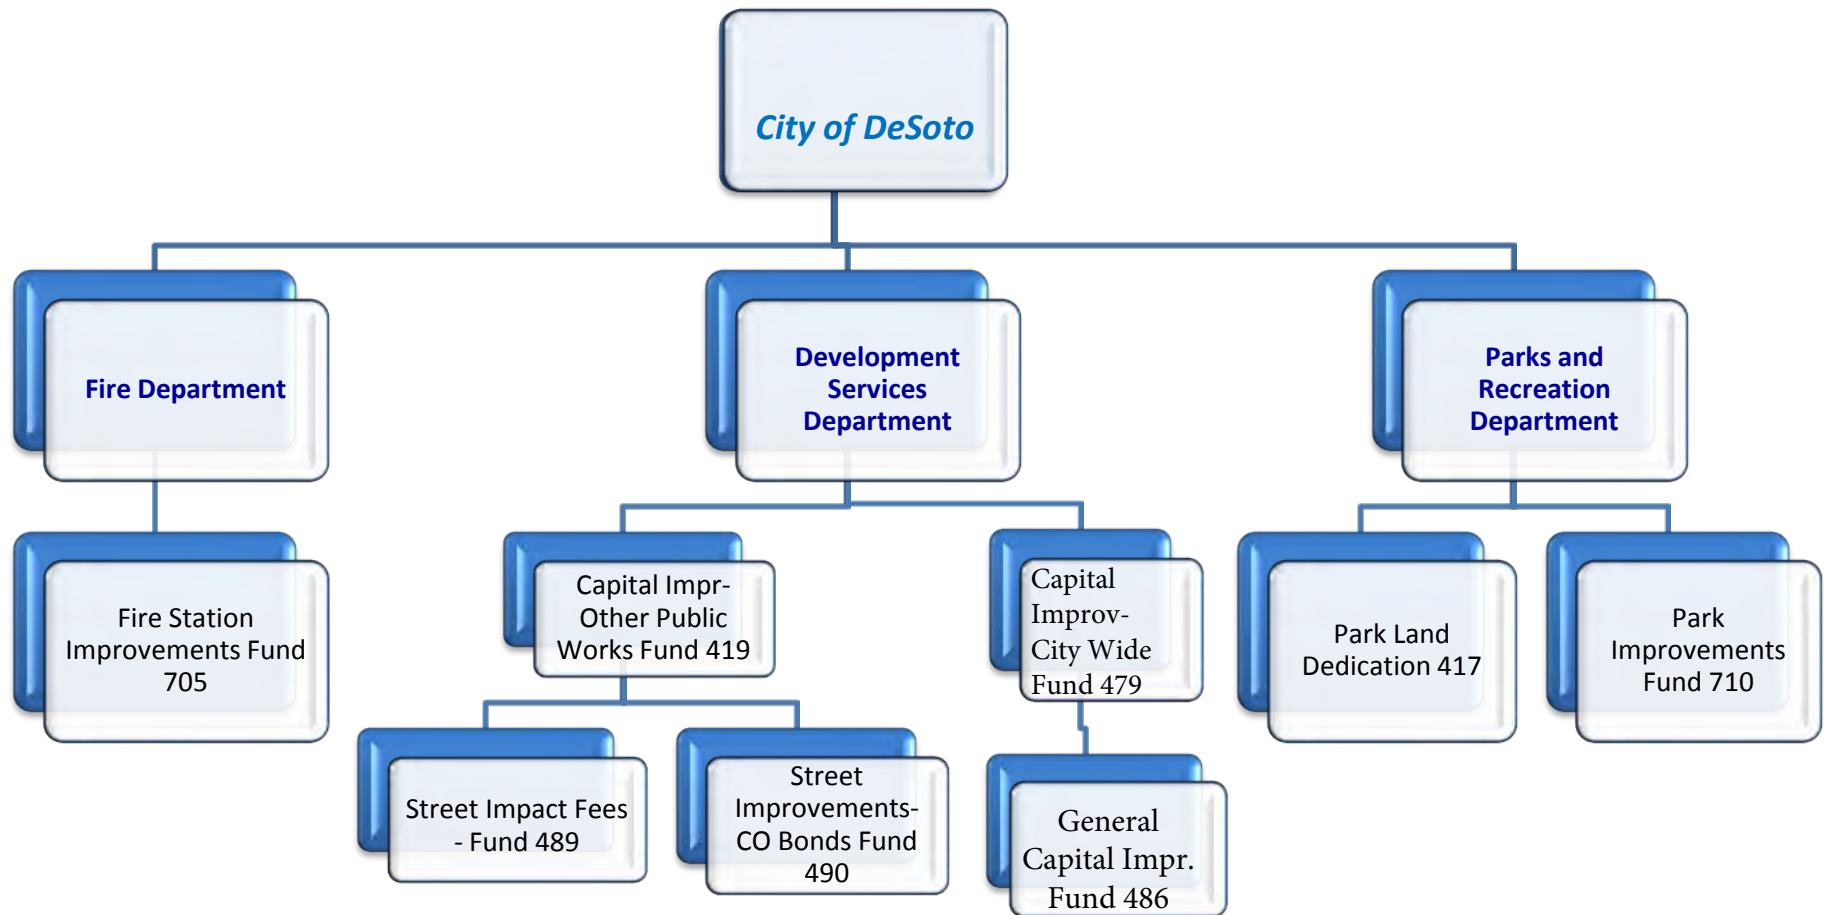 City of DeSoto
Fire Department
Development
Services
Department
Parks and
Recreation
Department
Fire Station
Improvements Fund
705
Capital Impr-
Other Public
Works Fund 419
Capital
Improv-
City Wide
Fund 479
Park Land
Dedication 417
Park
Improvements
Fund 710
Street Impact Fees
- Fund 489
Street
Improvements-
CO Bonds Fund
490
General
Capital Impr.
Fund 486